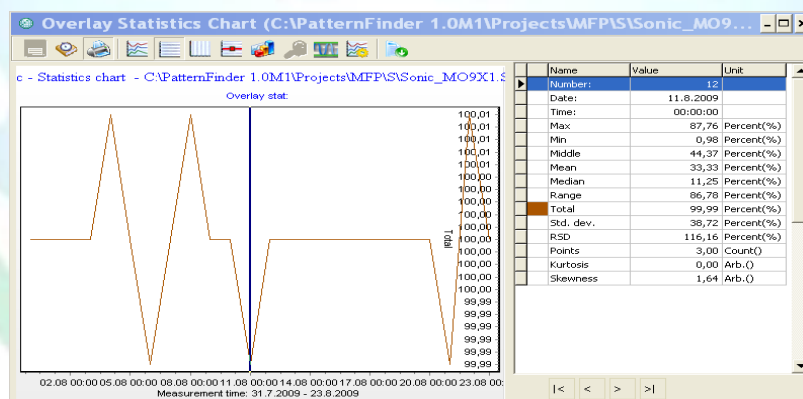 Overlay Statistics Chart (C:\PatternFinder 1.0M1\Projects\MFP\S\Sonic_MO9...
c - Statistics chart - C:\PatternFinder 1.0M1\Projects\MFP\S\Sonic_MO9X1.S
Overlay stat:
100,01
100,01
100,01
100,01
100,00
100,00
100,00
100,00
100,00
100,00
100,00
100,00
100,00
100,00
100,00
99,99
99,99
99,99
99,99
99,99
Total
02.08 00:00 05.08 00:00 08.08 00:00 11.08 00:00 14.08 00:00 17.08 00:00 20.08 00:00 23.08 00:
Measurement time: 31.7.2009 - 23.8.2009
Name Value Unit
Number: 12
Date: 11.8.2009
Time: 00:00:00
Max 87,76 Percent(%)
Min 0,98 Percent(%)
Middle 44,37 Percent(%)
Mean 33,33 Percent(%)
Median 11,25 Percent(%)
Range 86,78 Percent(%)
Total 99,99 Percent(%)
Std. dev. 38,72 Percent(%)
RSD 116,16 Percent(%)
Points 3,00 Count()
Kurtosis 0,00 Arb.()
Skewness 1,64 Arb.()
|< < > >|